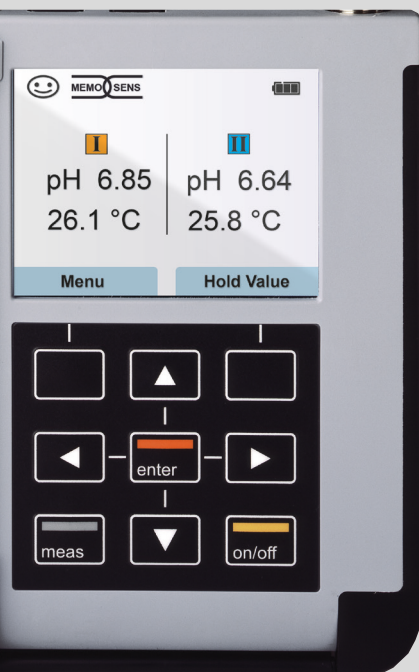 MEMO SENS
I II
pH 6.85 pH 6.64
26.1 °C 25.8 °C
Menu Hold Value
enter
meas on/off